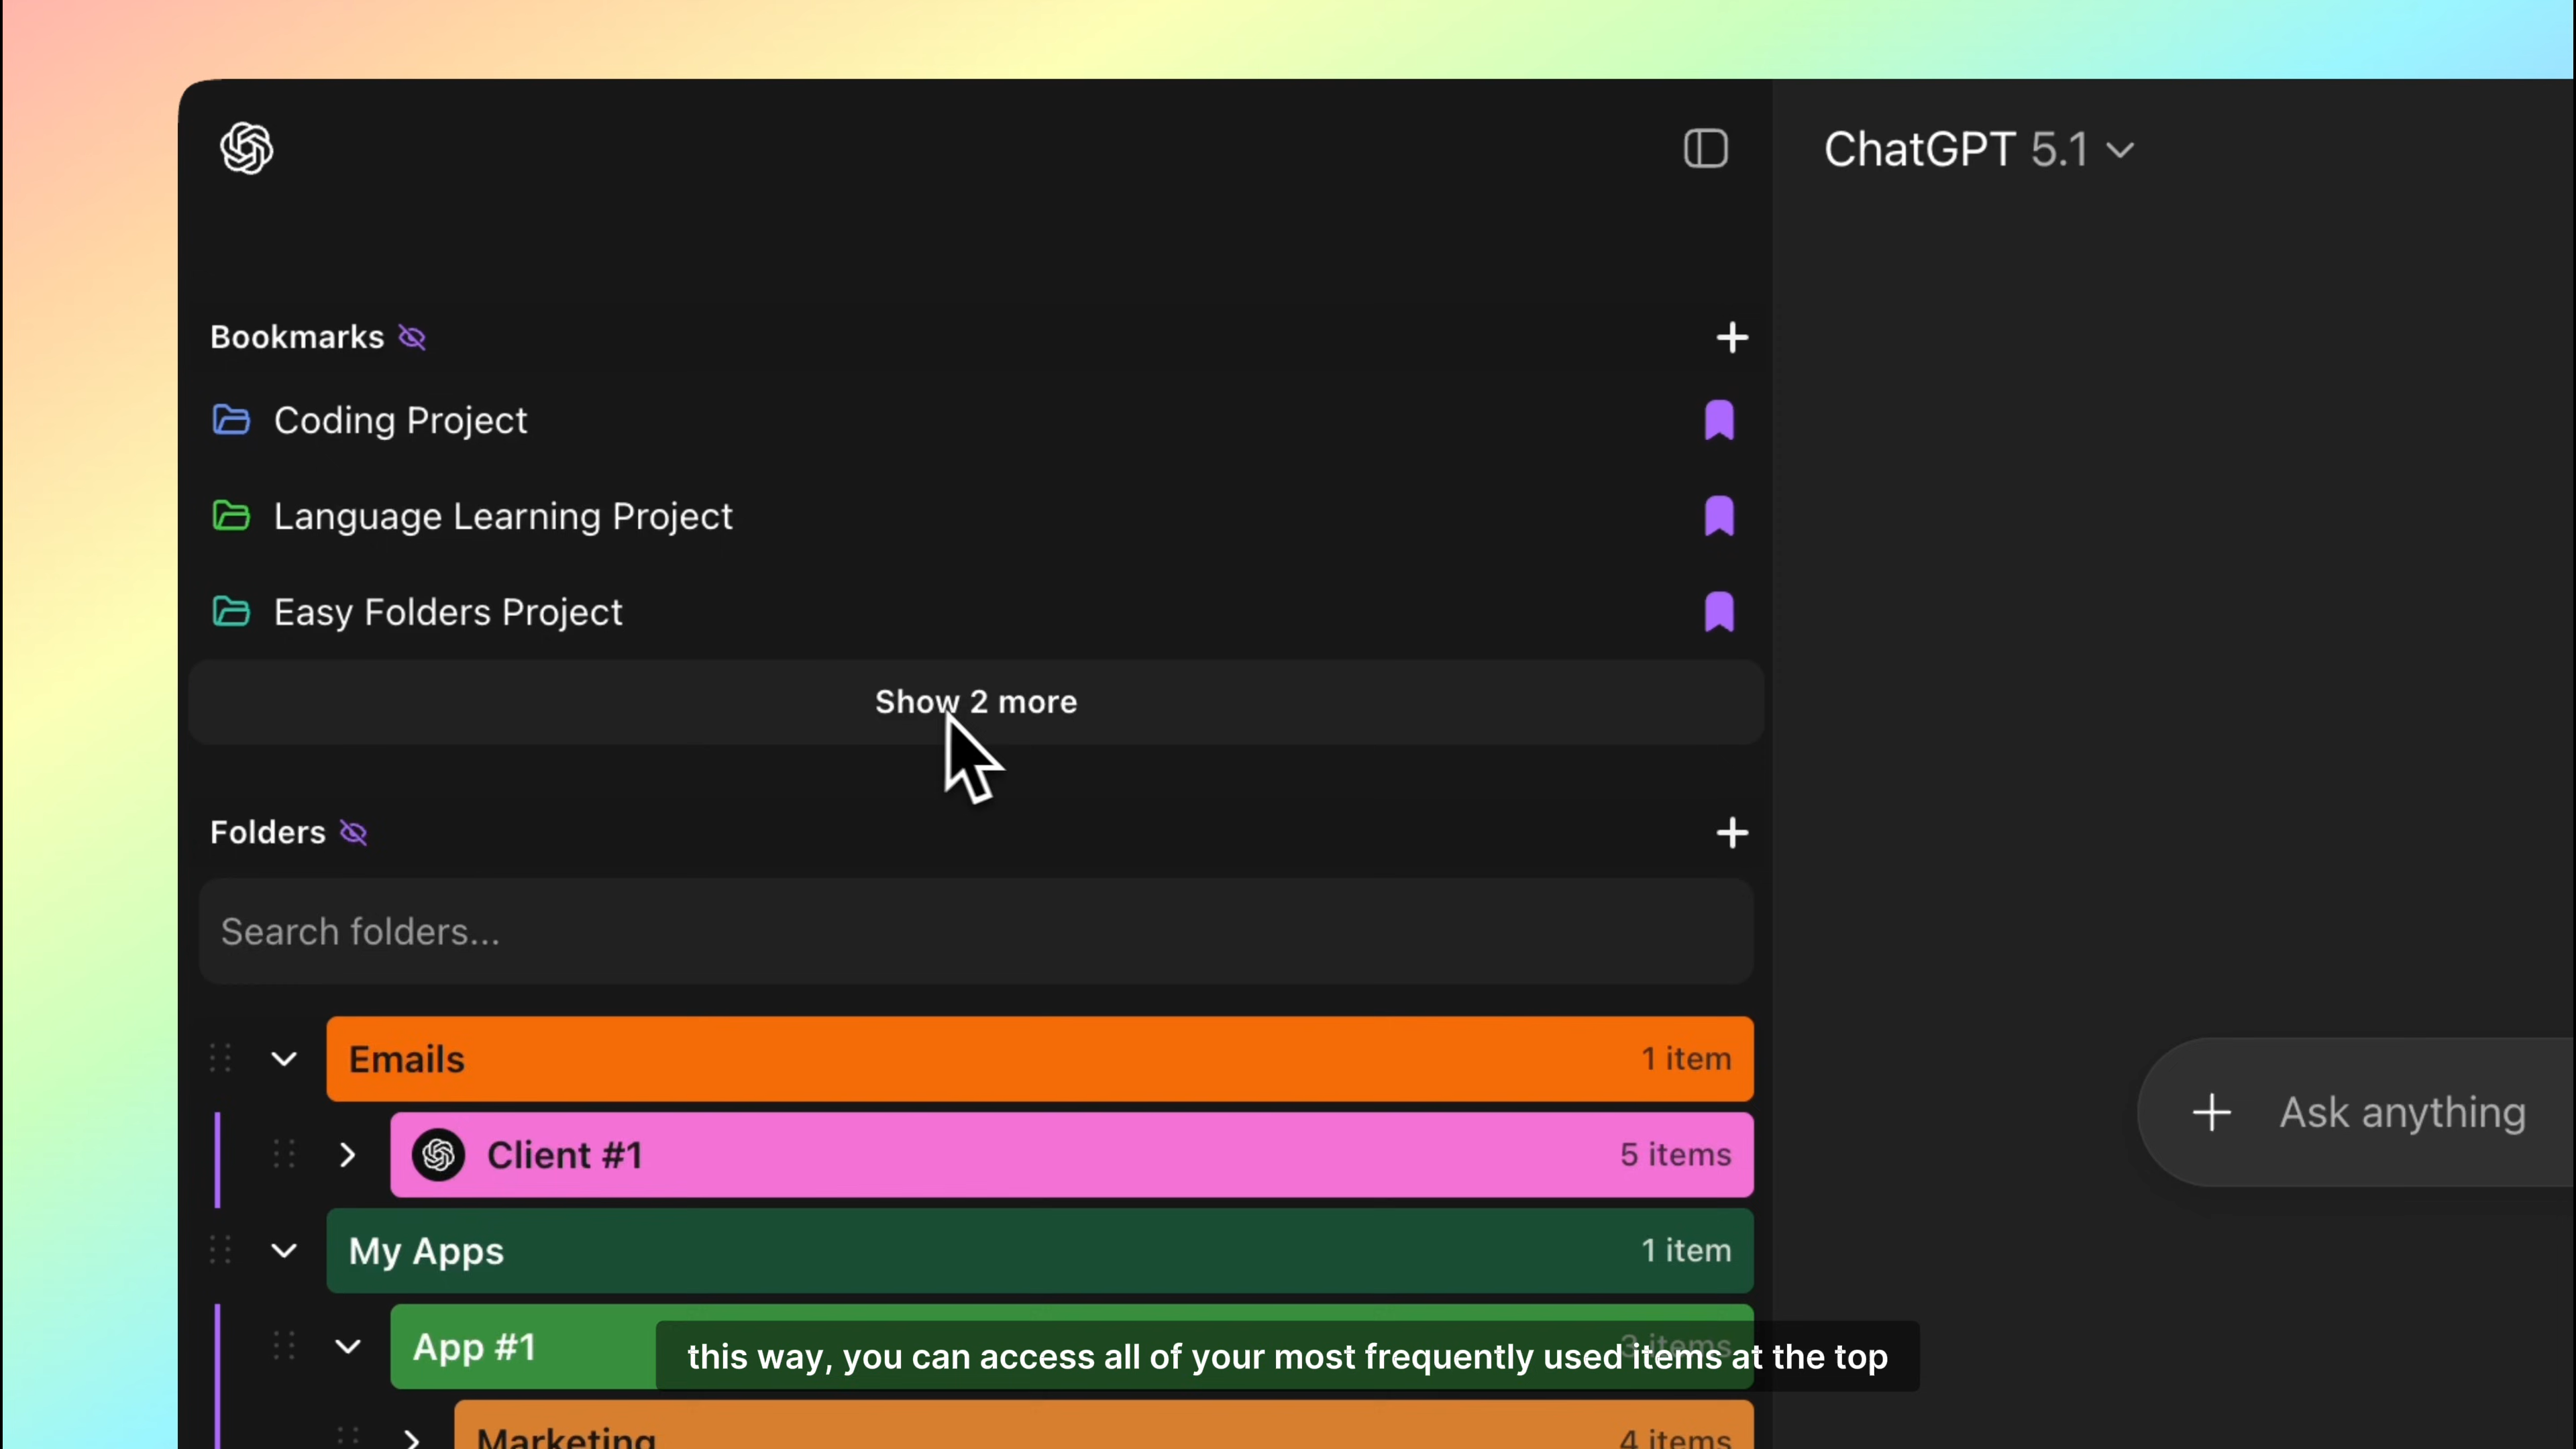 ChatGPT 5.1
Bookmarks
Coding Project
Language Learning Project
Easy Folders Project
Show 2 more
Folders
Search folders...
Emails 1 item
Client #1 5 items
My Apps 1 item
App #1 3 items
this way, you can access all of your most frequently used items at the top
Marketing 4 items
Ask anything